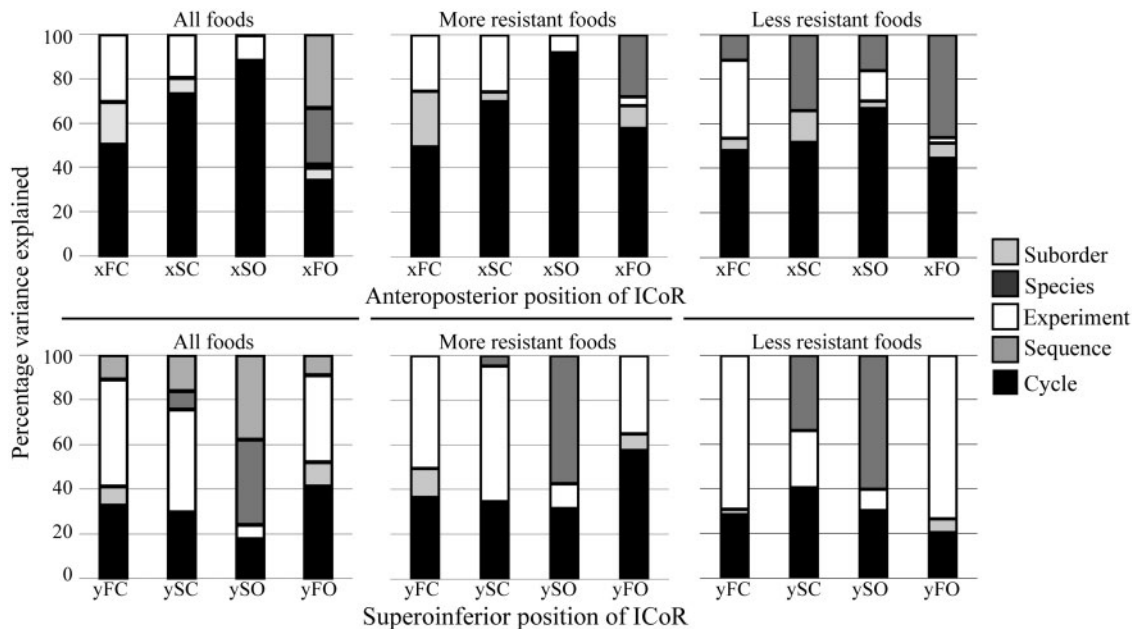 All foods More resistant foods Less resistant foods
Percentage variance explained
100
80
60
40
20
0
xFC xSC xSO xFO xFC xSC xSO xFO xFC xSC xSO xFO
Anteroposterior position of ICoR
Suborder
Species
Experiment
Sequence
Cycle
All foods More resistant foods Less resistant foods
100
80
60
40
20
0
yFC ySC ySO yFO yFC ySC ySO yFO yFC ySC ySO yFO
Superoinferior position of ICoR